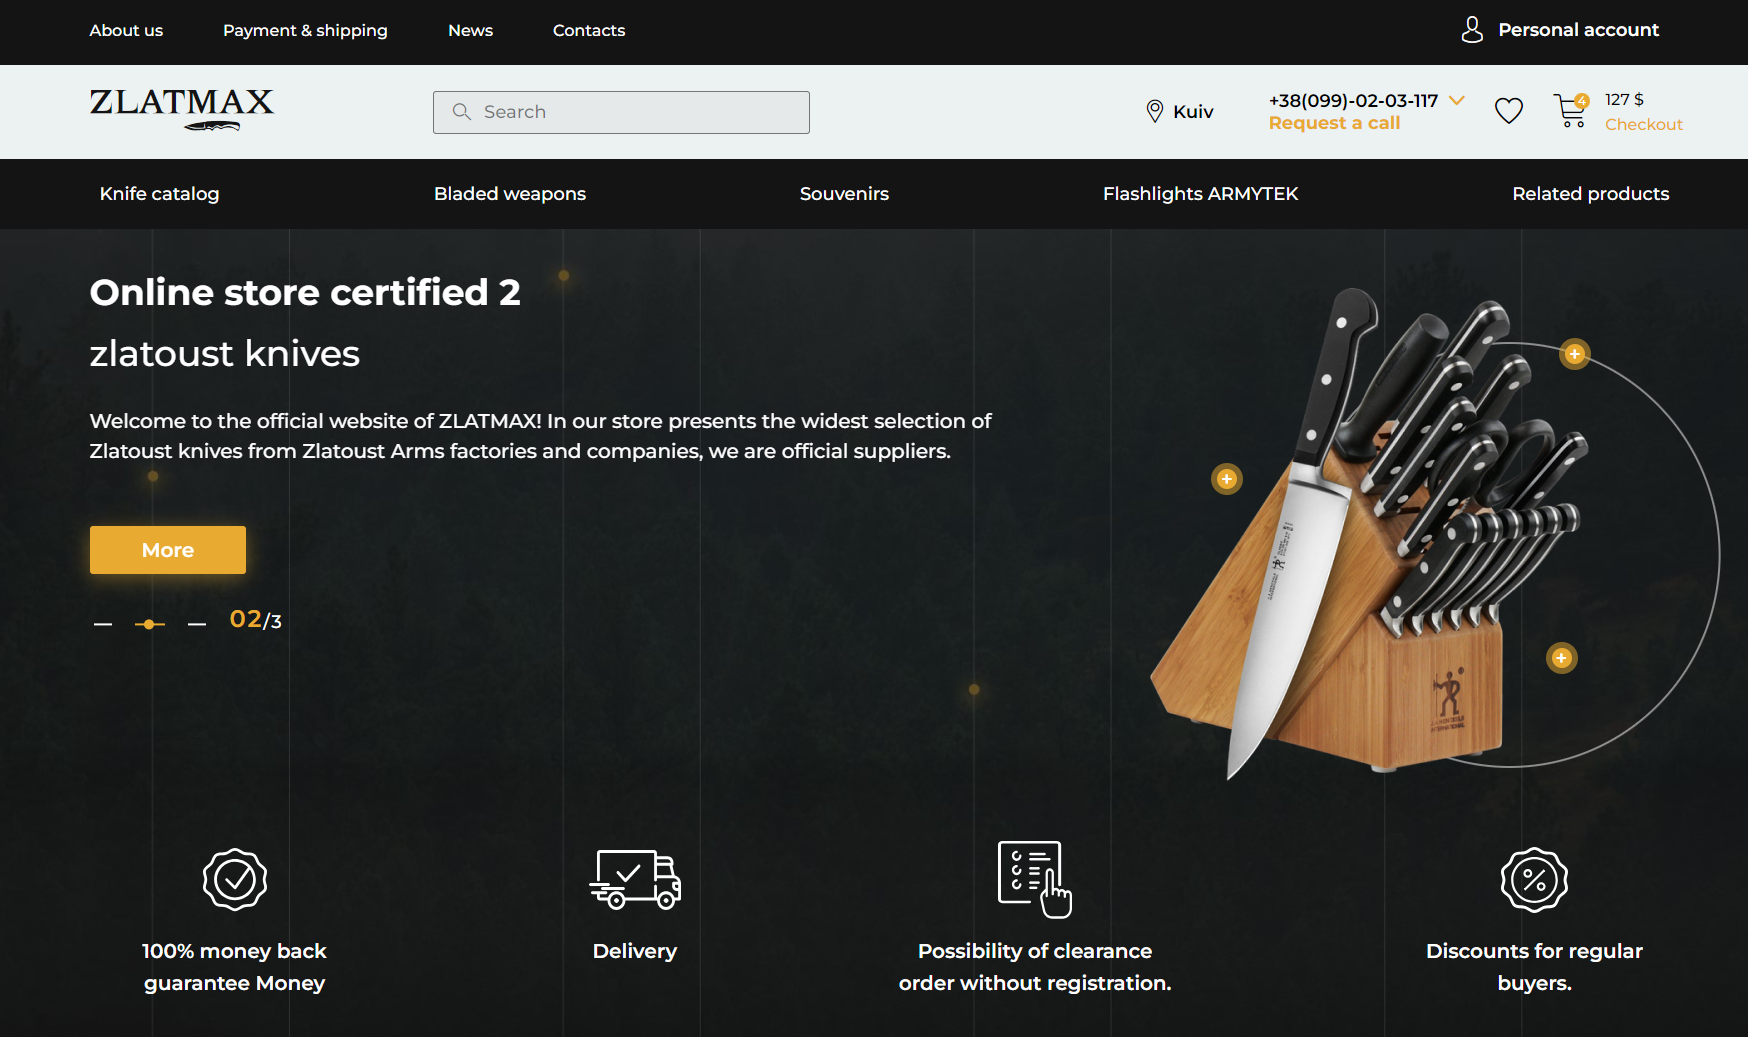 About us
Payment & shipping
News
Contacts
Personal account
ZLATMAX
Search
Kuiv
+38(099)-02-03-117
Request a call
4
127 $
Checkout
Knife catalog
Bladed weapons
Souvenirs
Flashlights ARMYTEK
Related products
Online store certified 2
zlatoust knives
Welcome to the official website of ZLATMAX! In our store presents the widest selection of
Zlatoust knives from Zlatoust Arms factories and companies, we are official suppliers.
More
02/3
INTERNATIONAL
100% money back
guarantee Money
Delivery
Possibility of clearance
order without registration.
Discounts for regular
buyers.